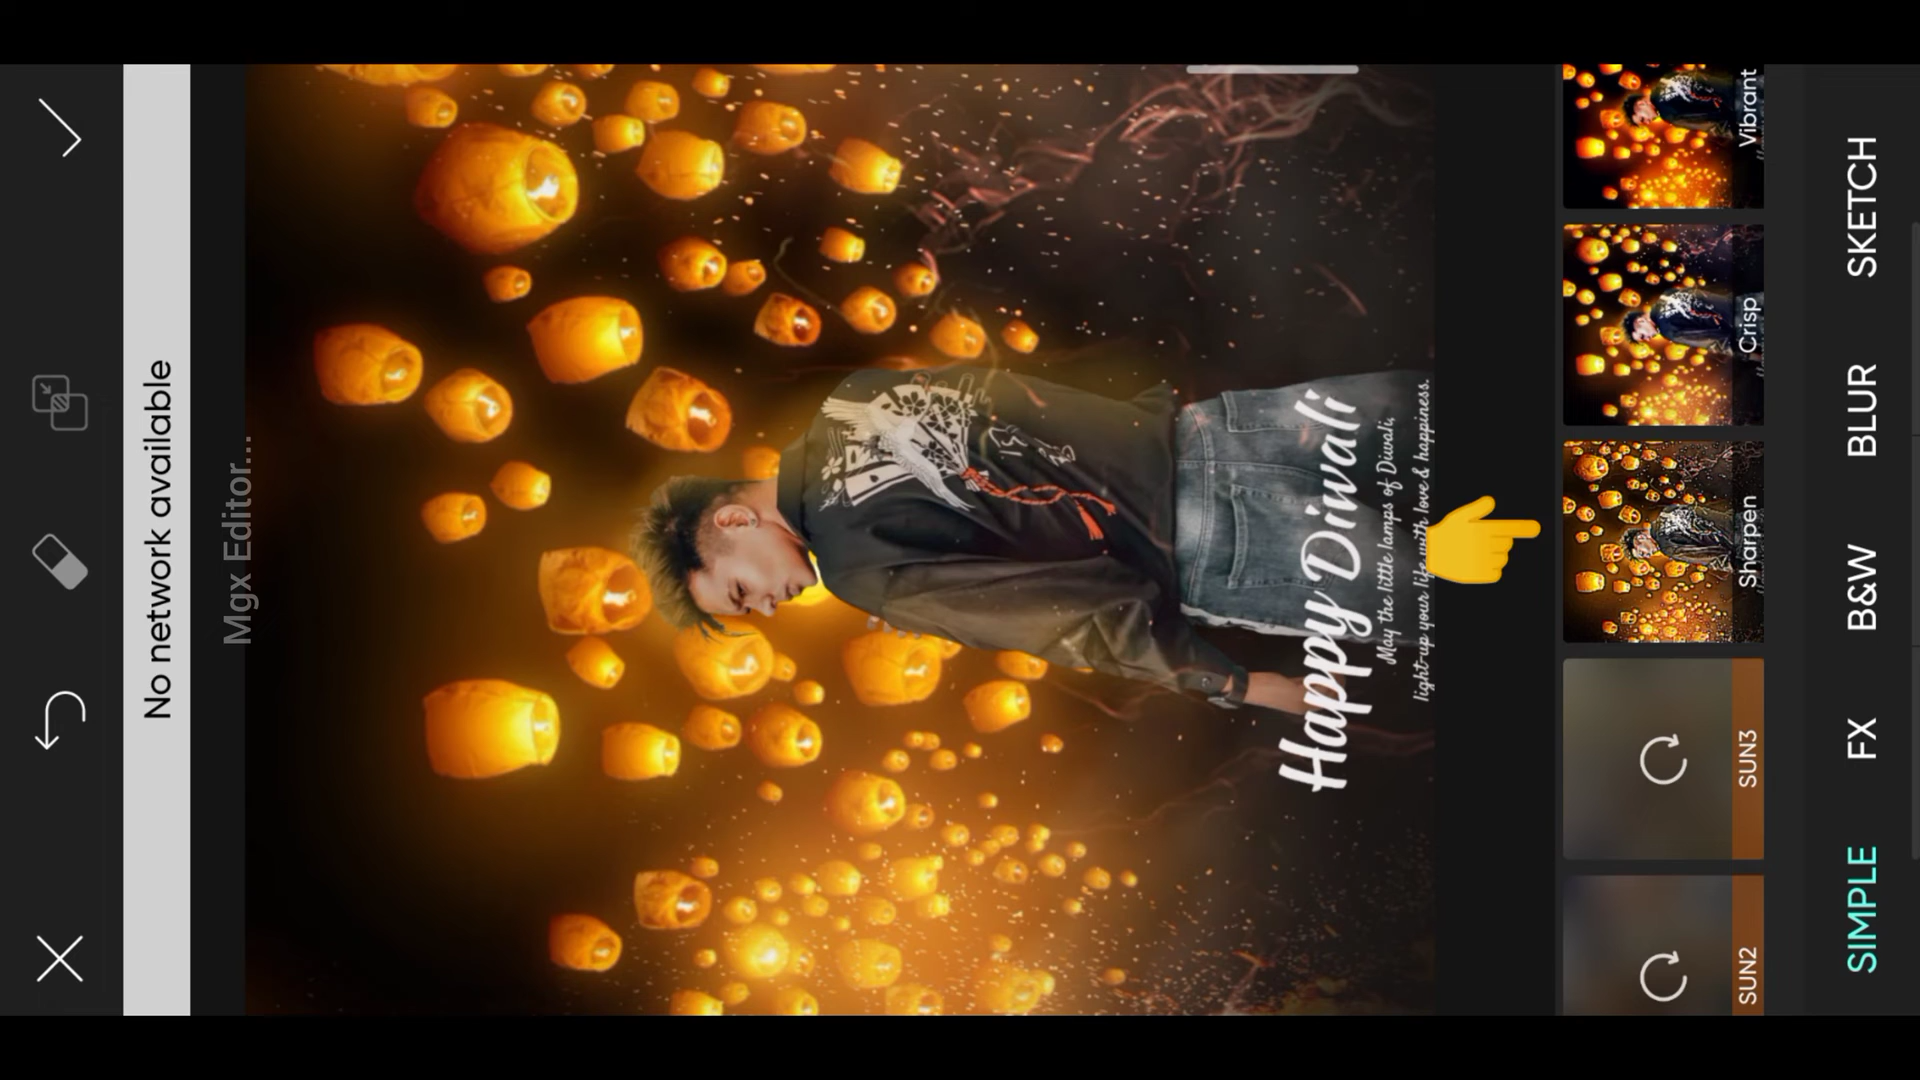 No network available
Mgx Editor...
Happy Diwali
May the little lamps of Diwali,
light-up your life with love & happiness.
SUN2
SUN3
Sharpen
Crisp
Vibrant
SIMPLE
FX
B&W
BLUR
SKETCH